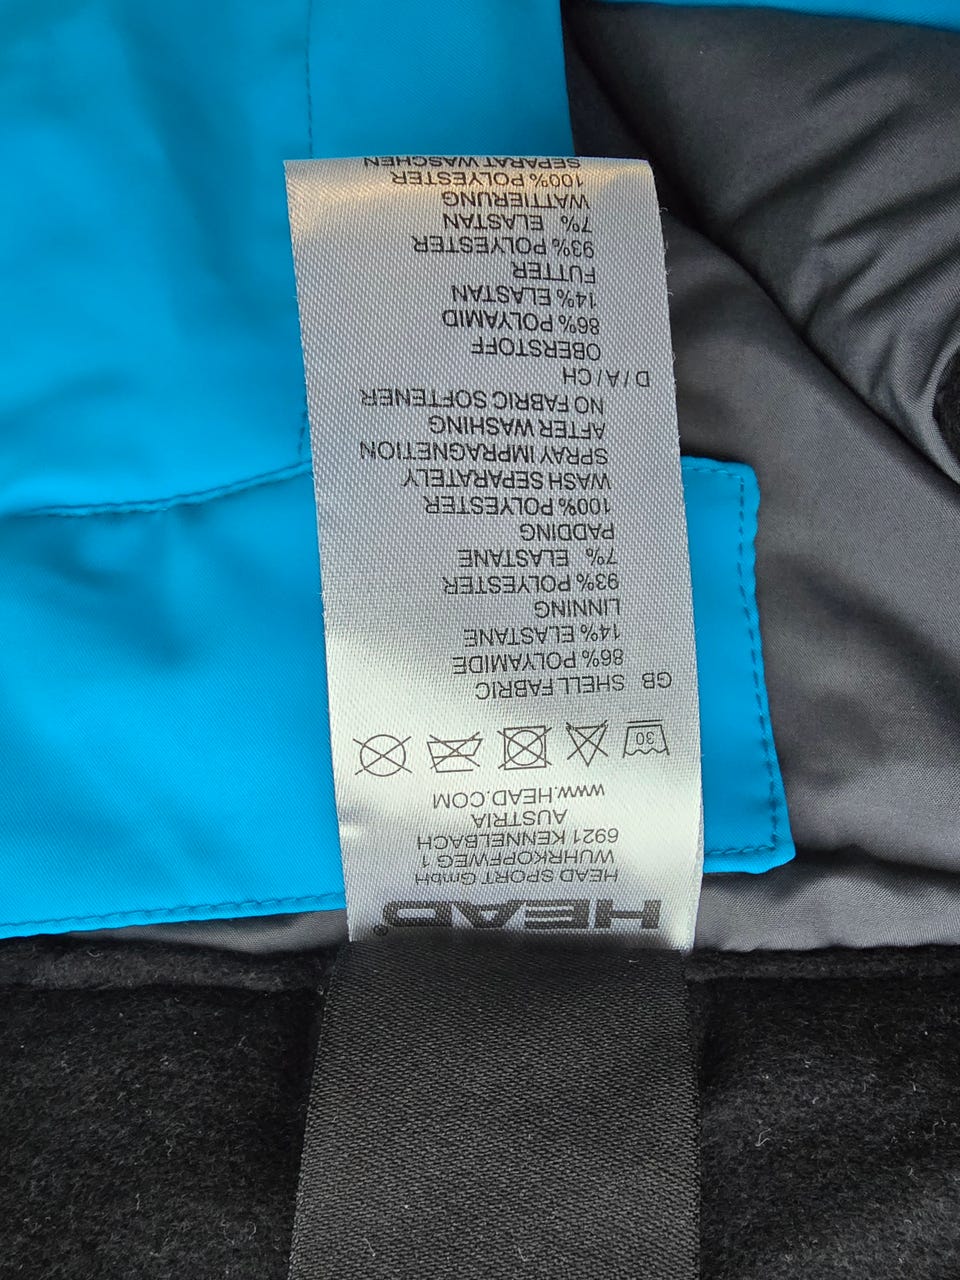 HEAD®
HEAD SPORT GmbH
WUHRKOPFWEG 1
6921 KENNELBACH
AUSTRIA
www.HEAD.COM
30
GB SHELL FABRIC
86% POLYAMIDE
14% ELASTANE
LINNING
93% POLYESTER
7% ELASTANE
PADDING
100% POLYESTER
WASH SEPARATELY
SPRAY IMPRAGNETION
AFTER WASHING
NO FABRIC SOFTENER
D / A / CH
OBERSTOFF
86% POLYAMID
14% ELASTAN
FUTTER
93% POLYESTER
7% ELASTAN
WATTIERUNG
100% POLYESTER
SEPARAT WASCHEN